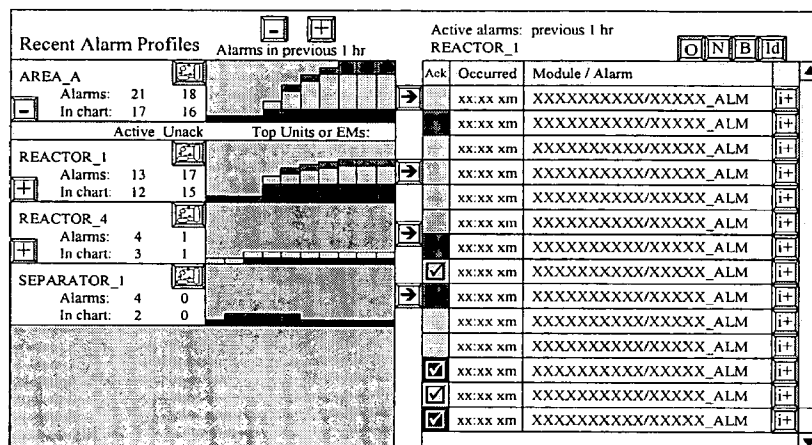 Recent Alarm Profiles
- +
Alarms in previous 1 hr
AREA_A
Alarms: 21 18
In chart: 17 16
-
Active Unack Top Units or EMs:
REACTOR_1
Alarms: 13 17
In chart: 12 15
+
REACTOR_4
Alarms: 4 1
In chart: 3 1
+
SEPARATOR_1
Alarms: 4 0
In chart: 2 0
Active alarms: previous 1 hr
REACTOR_1
O N B Id
Ack Occurred Module / Alarm
xx:xx xm XXXXXXXXXX/XXXXX_ALM i+
xx:xx xm XXXXXXXXXX/XXXXX_ALM i+
xx:xx xm XXXXXXXXXX/XXXXX_ALM i+
xx:xx xm XXXXXXXXXX/XXXXX_ALM i+
xx:xx xm XXXXXXXXXX/XXXXX_ALM i+
xx:xx xm XXXXXXXXXX/XXXXX_ALM i+
xx:xx xm XXXXXXXXXX/XXXXX_ALM i+
xx:xx xm XXXXXXXXXX/XXXXX_ALM i+
xx:xx xm XXXXXXXXXX/XXXXX_ALM i+
xx:xx xm XXXXXXXXXX/XXXXX_ALM i+
xx:xx xm XXXXXXXXXX/XXXXX_ALM i+
xx:xx xm XXXXXXXXXX/XXXXX_ALM i+
xx:xx xm XXXXXXXXXX/XXXXX_ALM i+
xx:xx xm XXXXXXXXXX/XXXXX_ALM i+